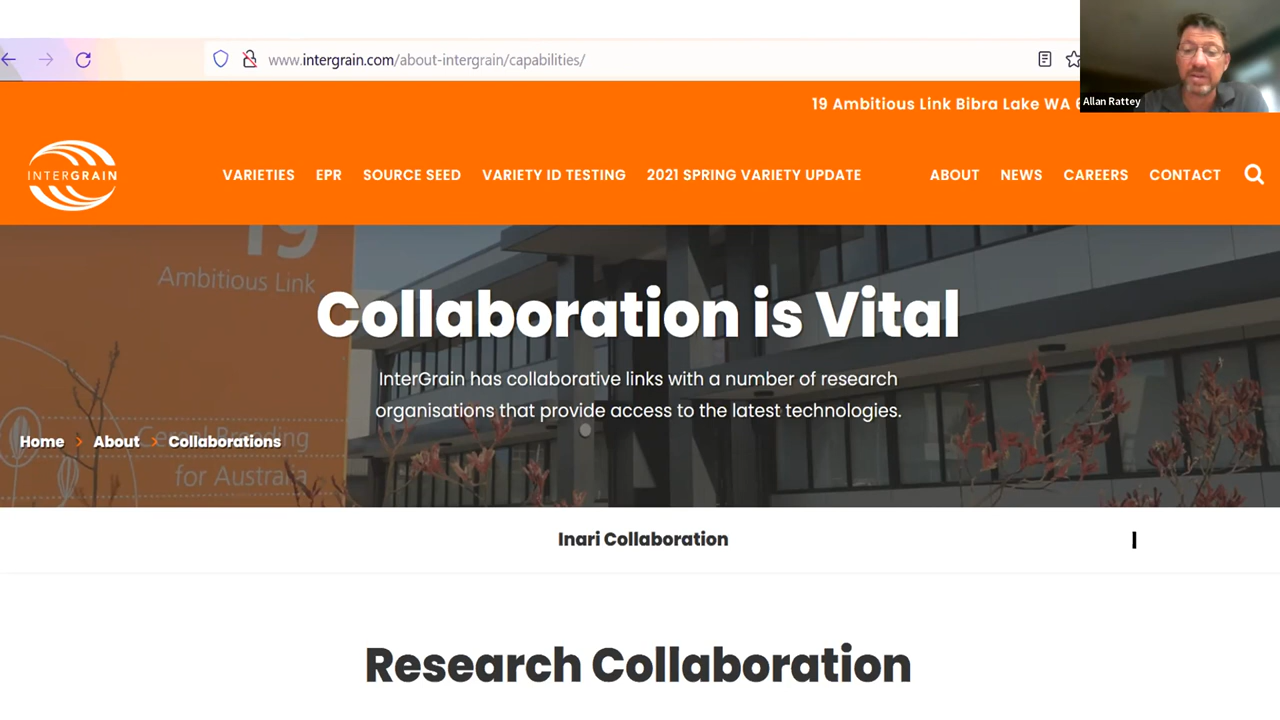 www.intergrain.com/about-intergrain/capabilities/
19 Ambitious Link Bibra Lake WA
Allan Rattey
INTERGRAIN
VARIETIES EPR SOURCE SEED VARIETY ID TESTING 2021 SPRING VARIETY UPDATE ABOUT NEWS CAREERS CONTACT
19
Ambitious Link
Collaboration is Vital
InterGrain has collaborative links with a number of research
organisations that provide access to the latest technologies.
Home > About > Collaborations
Cereal Breeding
for Australia
Inari Collaboration
Research Collaboration